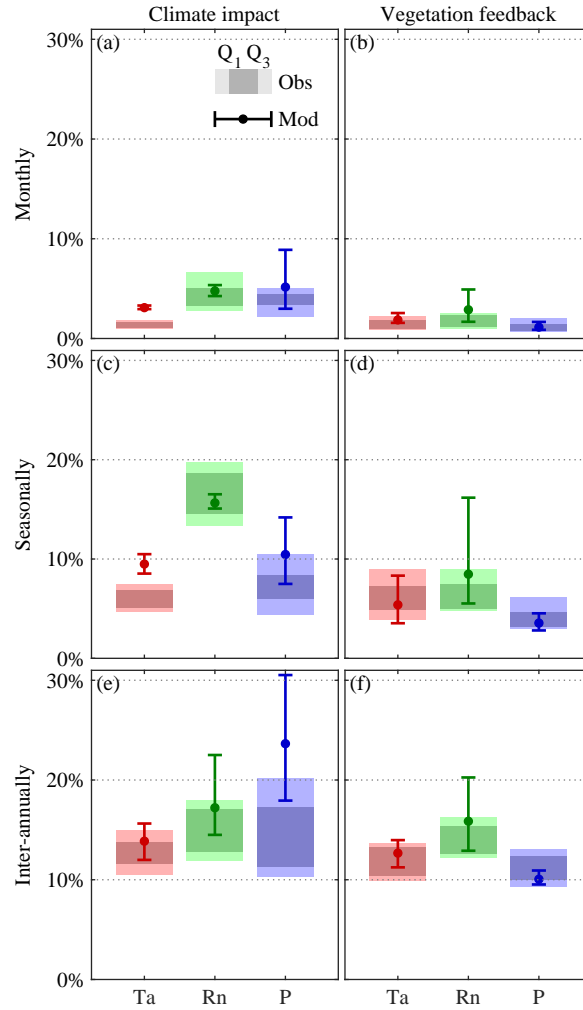 Climate impact
Vegetation feedback
30%
(a)
(b)
Q1 Q3
Obs
Mod
20%
Monthly
10%
0%
30%
(c)
(d)
20%
Seasonally
10%
0%
30%
(e)
(f)
20%
Inter-annually
10%
0%
Ta
Rn
P
Ta
Rn
P